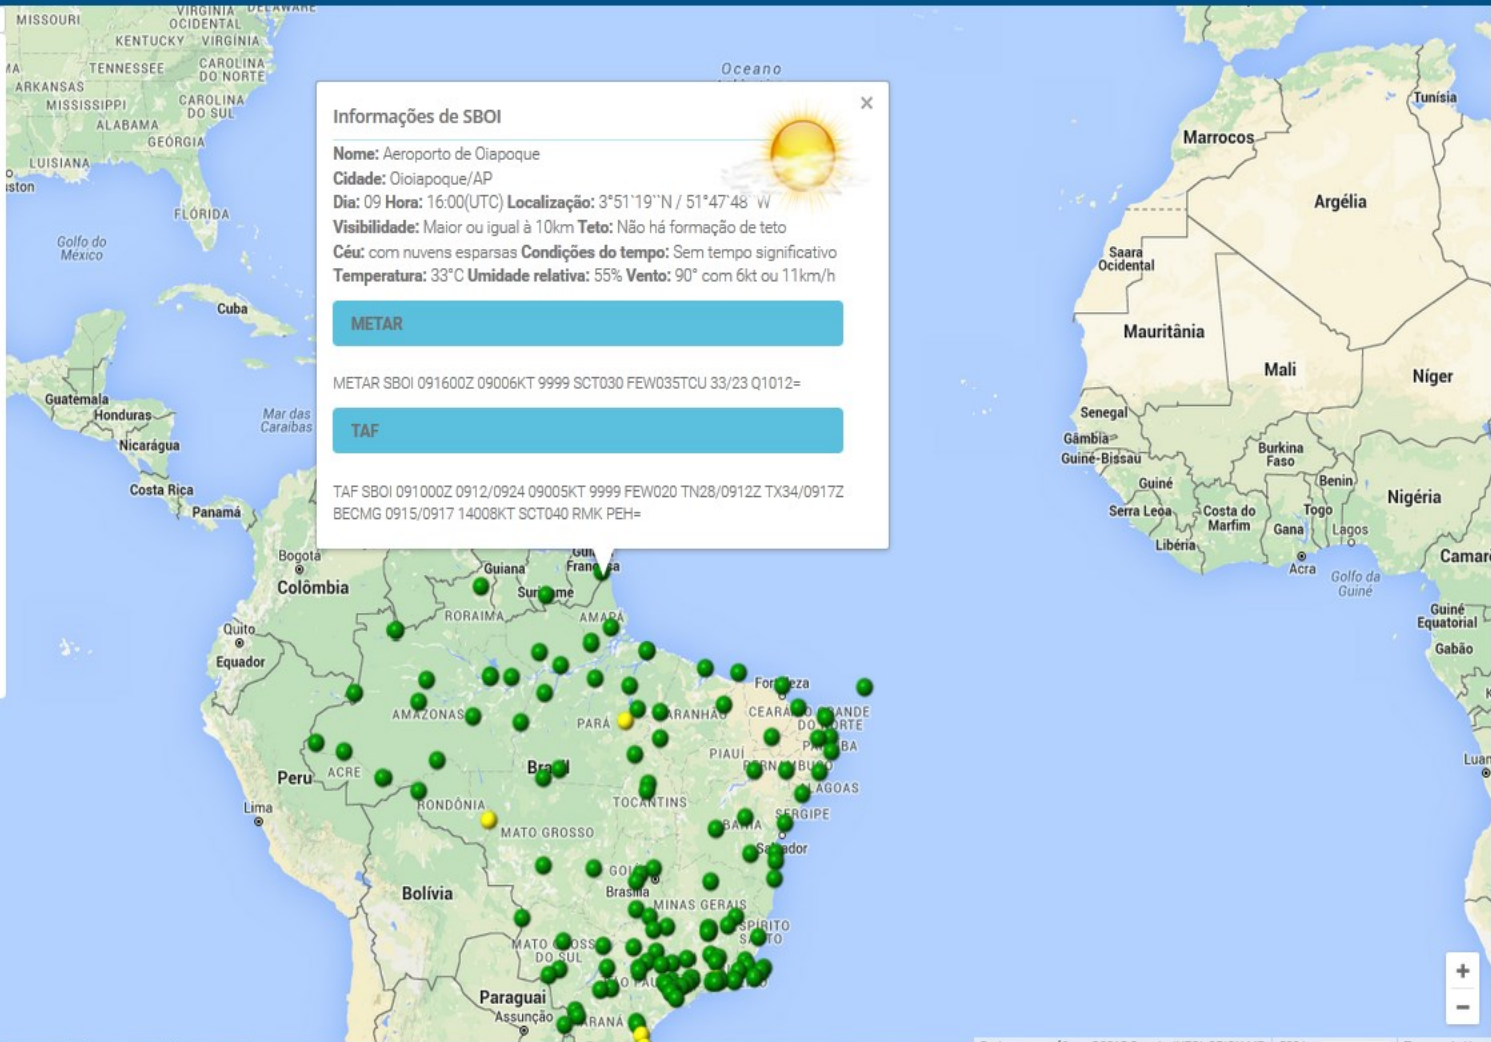 MISSOURI
VIRGINIA
OCIDENTAL
DELAWARE
KENTUCKY
VIRGÍNIA
TENNESSEE
CAROLINA
DO NORTE
ARKANSAS
MISSISSIPPI
CAROLINA
DO SUL
ALABAMA
GEÓRGIA
LUISIANA
FLÓRIDA
Golfo do
México
Cuba
Guatemala
Honduras
Mar das
Caraíbas
Nicarágua
Costa Rica
Panamá
Oceano
Informações de SBOI
×
Nome: Aeroporto de Oiapoque
Cidade: Oioiapoque/AP
Dia: 09 Hora: 16:00(UTC) Localização: 3°51`19``N / 51°47`48``W
Visibilidade: Maior ou igual à 10km Teto: Não há formação de teto
Céu: com nuvens esparsas Condições do tempo: Sem tempo significativo
Temperatura: 33°C Umidade relativa: 55% Vento: 90° com 6kt ou 11km/h
METAR
METAR SBOI 091600Z 09006KT 9999 SCT030 FEW035TCU 33/23 Q1012=
TAF
TAF SBOI 091000Z 0912/0924 09005KT 9999 FEW020 TN28/0912Z TX34/0917Z
BECMG 0915/0917 14008KT SCT040 RMK PEH=
Tunísia
Marrocos
Argélia
Saara
Ocidental
Mauritânia
Mali
Níger
Senegal
Gâmbia
Guiné-Bissau
Burkina
Faso
Guiné
Benin
Nigéria
Serra Leoa
Costa do
Marfim
Togo
Gana
Lagos
Libéria
Acra
Golfo da
Guiné
Guiné
Equatorial
Gabão
Bogotá
Colômbia
Guiana
RORAIMA
AMAPÁ
Quito
Equador
AMAZONAS
PARÁ
CEARÁ
PIAUÍ
Peru
ACRE
RONDÔNIA
TOCANTINS
SERGIPE
Lima
MATO GROSSO
Bolívia
Brasília
MINAS GERAIS
DO SUL
Paraguai
Assunção
+
−